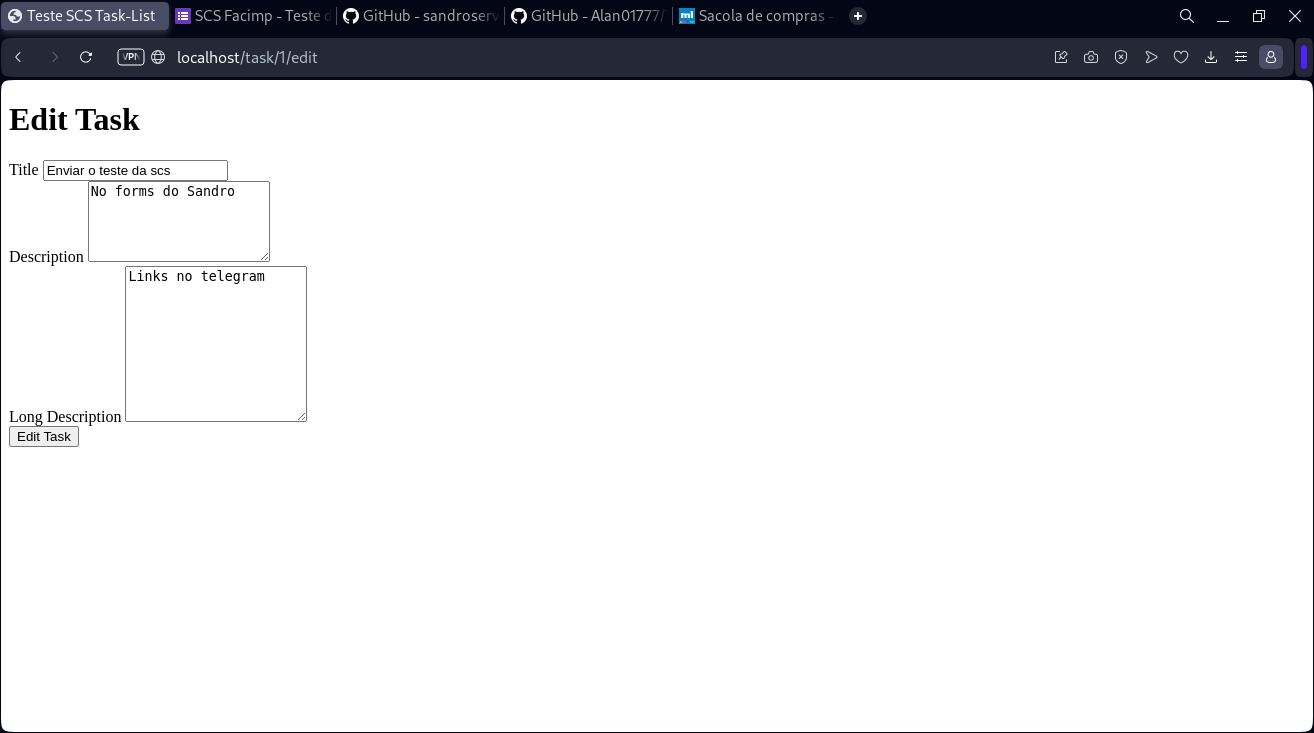 Teste SCS Task-List
SCS Facimp - Teste d
GitHub - sandroserv
GitHub - Alan01777/
Sacola de compras -
VPN
localhost/task/1/edit
Edit Task
Title Enviar o teste da scs
No forms do Sandro
Description
Links no telegram
Long Description
Edit Task